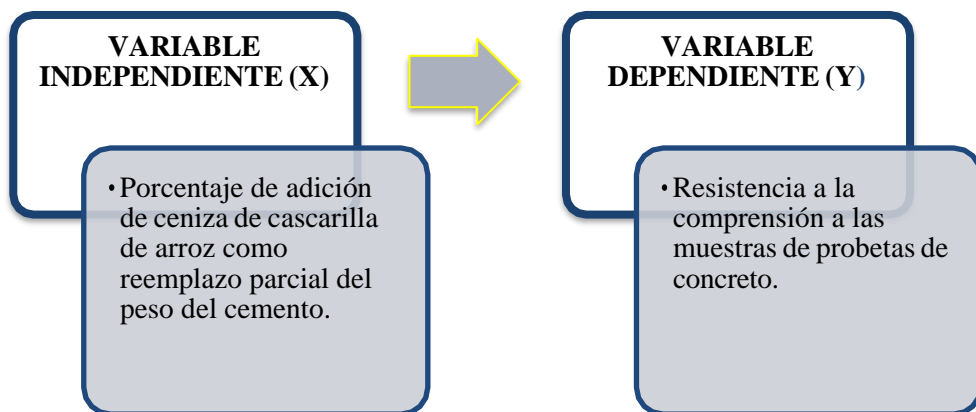 VARIABLE
INDEPENDIENTE (X)
• Porcentaje de adición
de ceniza de cascarilla
de arroz como
reemplazo parcial del
peso del cemento.
VARIABLE
DEPENDIENTE (Y)
• Resistencia a la
comprensión a las
muestras de probetas de
concreto.